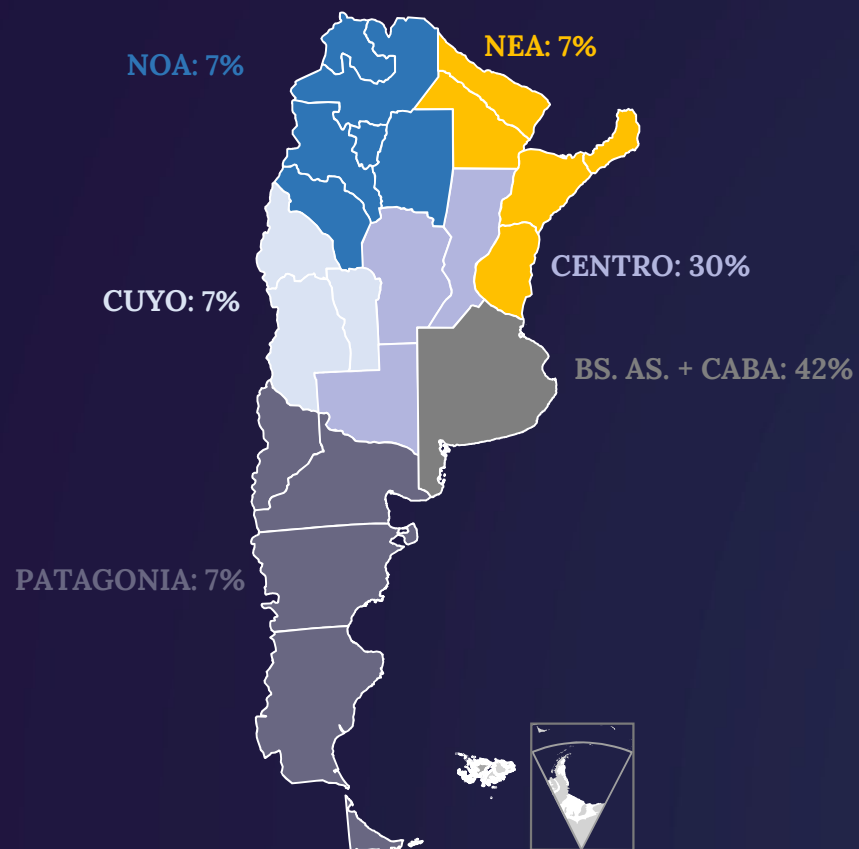 NEA: 7%
NOA: 7%
CENTRO: 30%
CUYO: 7%
BS. AS. + CABA: 42%
PATAGONIA: 7%